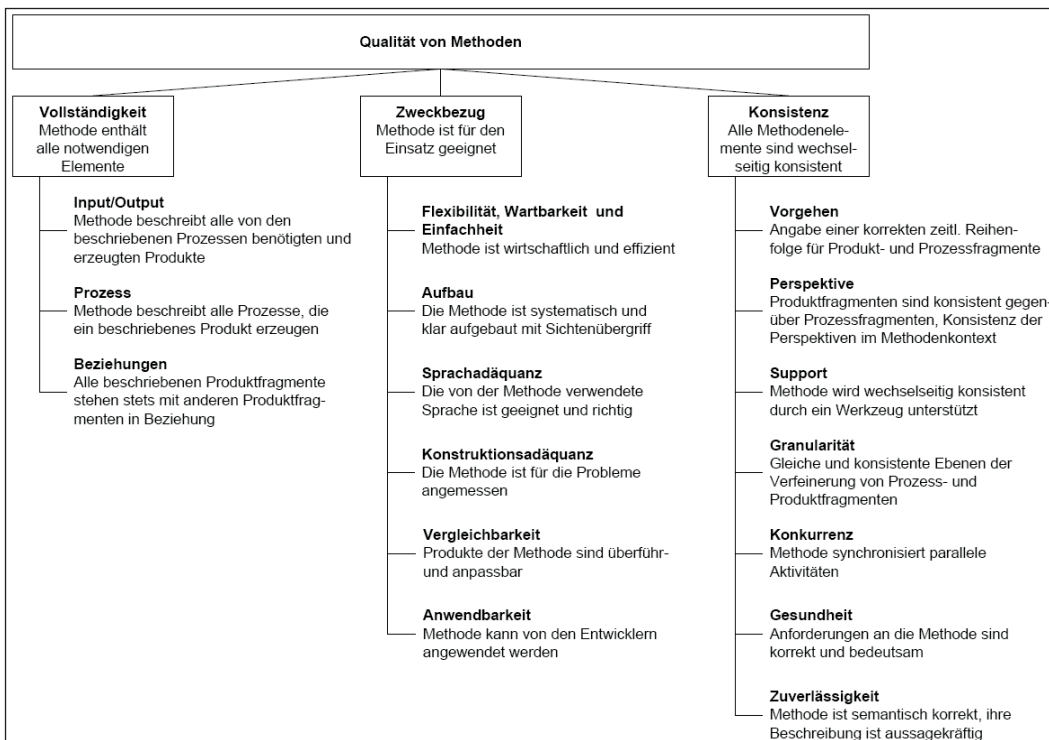 Qualität von Methoden
Vollständigkeit
Methode enthält
alle notwendigen
Elemente
Input/Output
Methode beschreibt alle von den
beschriebenen Prozessen benötigten und
erzeugten Produkte
Prozess
Methode beschreibt alle Prozesse, die
ein beschriebenes Produkt erzeugen
Beziehungen
Alle beschriebenen Produktfragmente
stehen stets mit anderen Produktfrag-
menten in Beziehung
Zweckbezug
Methode ist für den
Einsatz geeignet
Flexibilität, Wartbarkeit und
Einfachheit
Methode ist wirtschaftlich und effizient
Aufbau
Die Methode ist systematisch und
klar aufgebaut mit Sichtenübergriff
Sprachadäquanz
Die von der Methode verwendete
Sprache ist geeignet und richtig
Konstruktionsadäquanz
Die Methode ist für die Probleme
angemessen
Vergleichbarkeit
Produkte der Methode sind überführ-
und anpassbar
Anwendbarkeit
Methode kann von den Entwicklern
angewendet werden
Konsistenz
Alle Methodenele-
mente sind wechsel-
seitig konsistent
Vorgehen
Angabe einer korrekten zeitl. Reihen-
folge für Produkt- und Prozessfragmente
Perspektive
Produktfragmenten sind konsistent gegen-
über Prozessfragmenten, Konsistenz der
Perspektiven im Methodenkontext
Support
Methode wird wechselseitig konsistent
durch ein Werkzeug unterstützt
Granularität
Gleiche und konsistente Ebenen der
Verfeinerung von Prozess- und
Produktfragmenten
Konkurrenz
Methode synchronisiert parallele
Aktivitäten
Gesundheit
Anforderungen an die Methode sind
korrekt und bedeutsam
Zuverlässigkeit
Methode ist semantisch korrekt, ihre
Beschreibung ist aussagekräftig